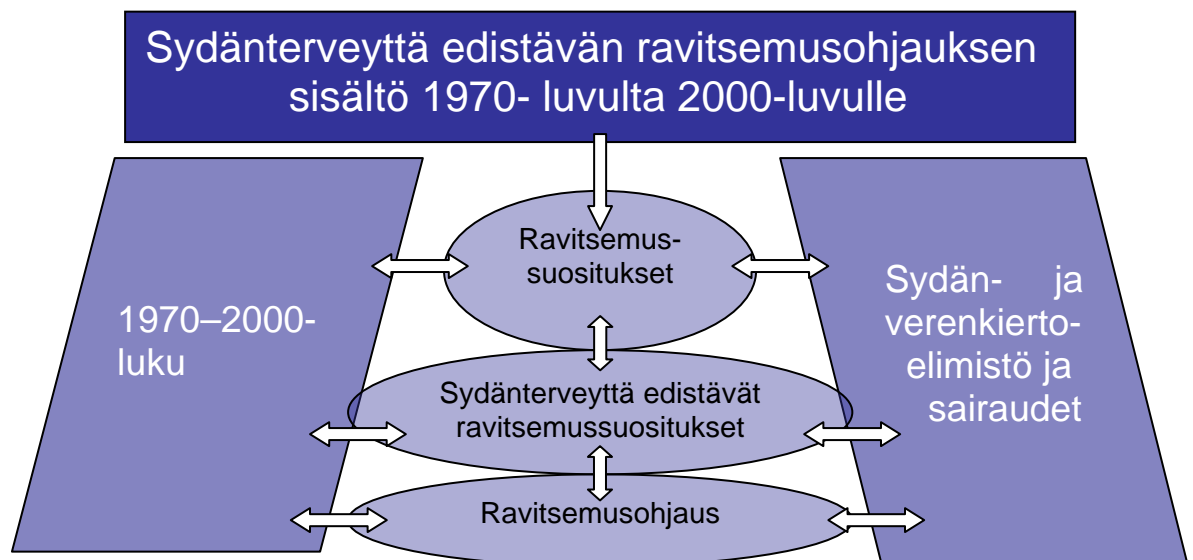 Sydänterveyttä edistävän ravitsemusohjauksen
sisältö 1970- luvulta 2000-luvulle
Ravitsemus-
suositukset
1970–2000-
luku
Sydän- ja
verenkierto-
elimistö ja
sairaudet
Sydänterveyttä edistävät
ravitsemussuositukset
Ravitsemusohjaus